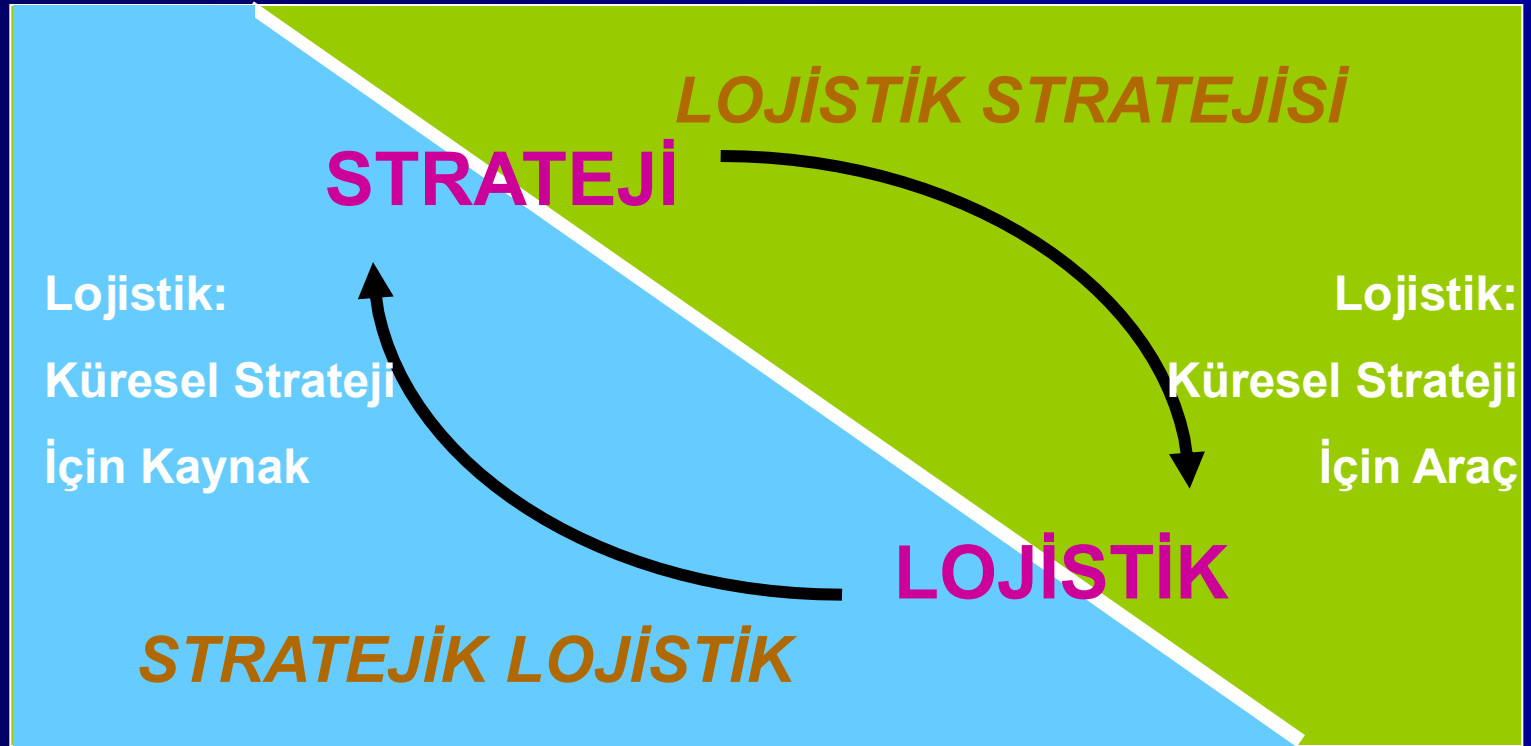 LOJİSTİK STRATEJİSİ
STRATEJİ
Lojistik:
Küresel Strateji
İçin Kaynak
Lojistik:
Küresel Strateji
İçin Araç
LOJİSTİK
STRATEJİK LOJİSTİK